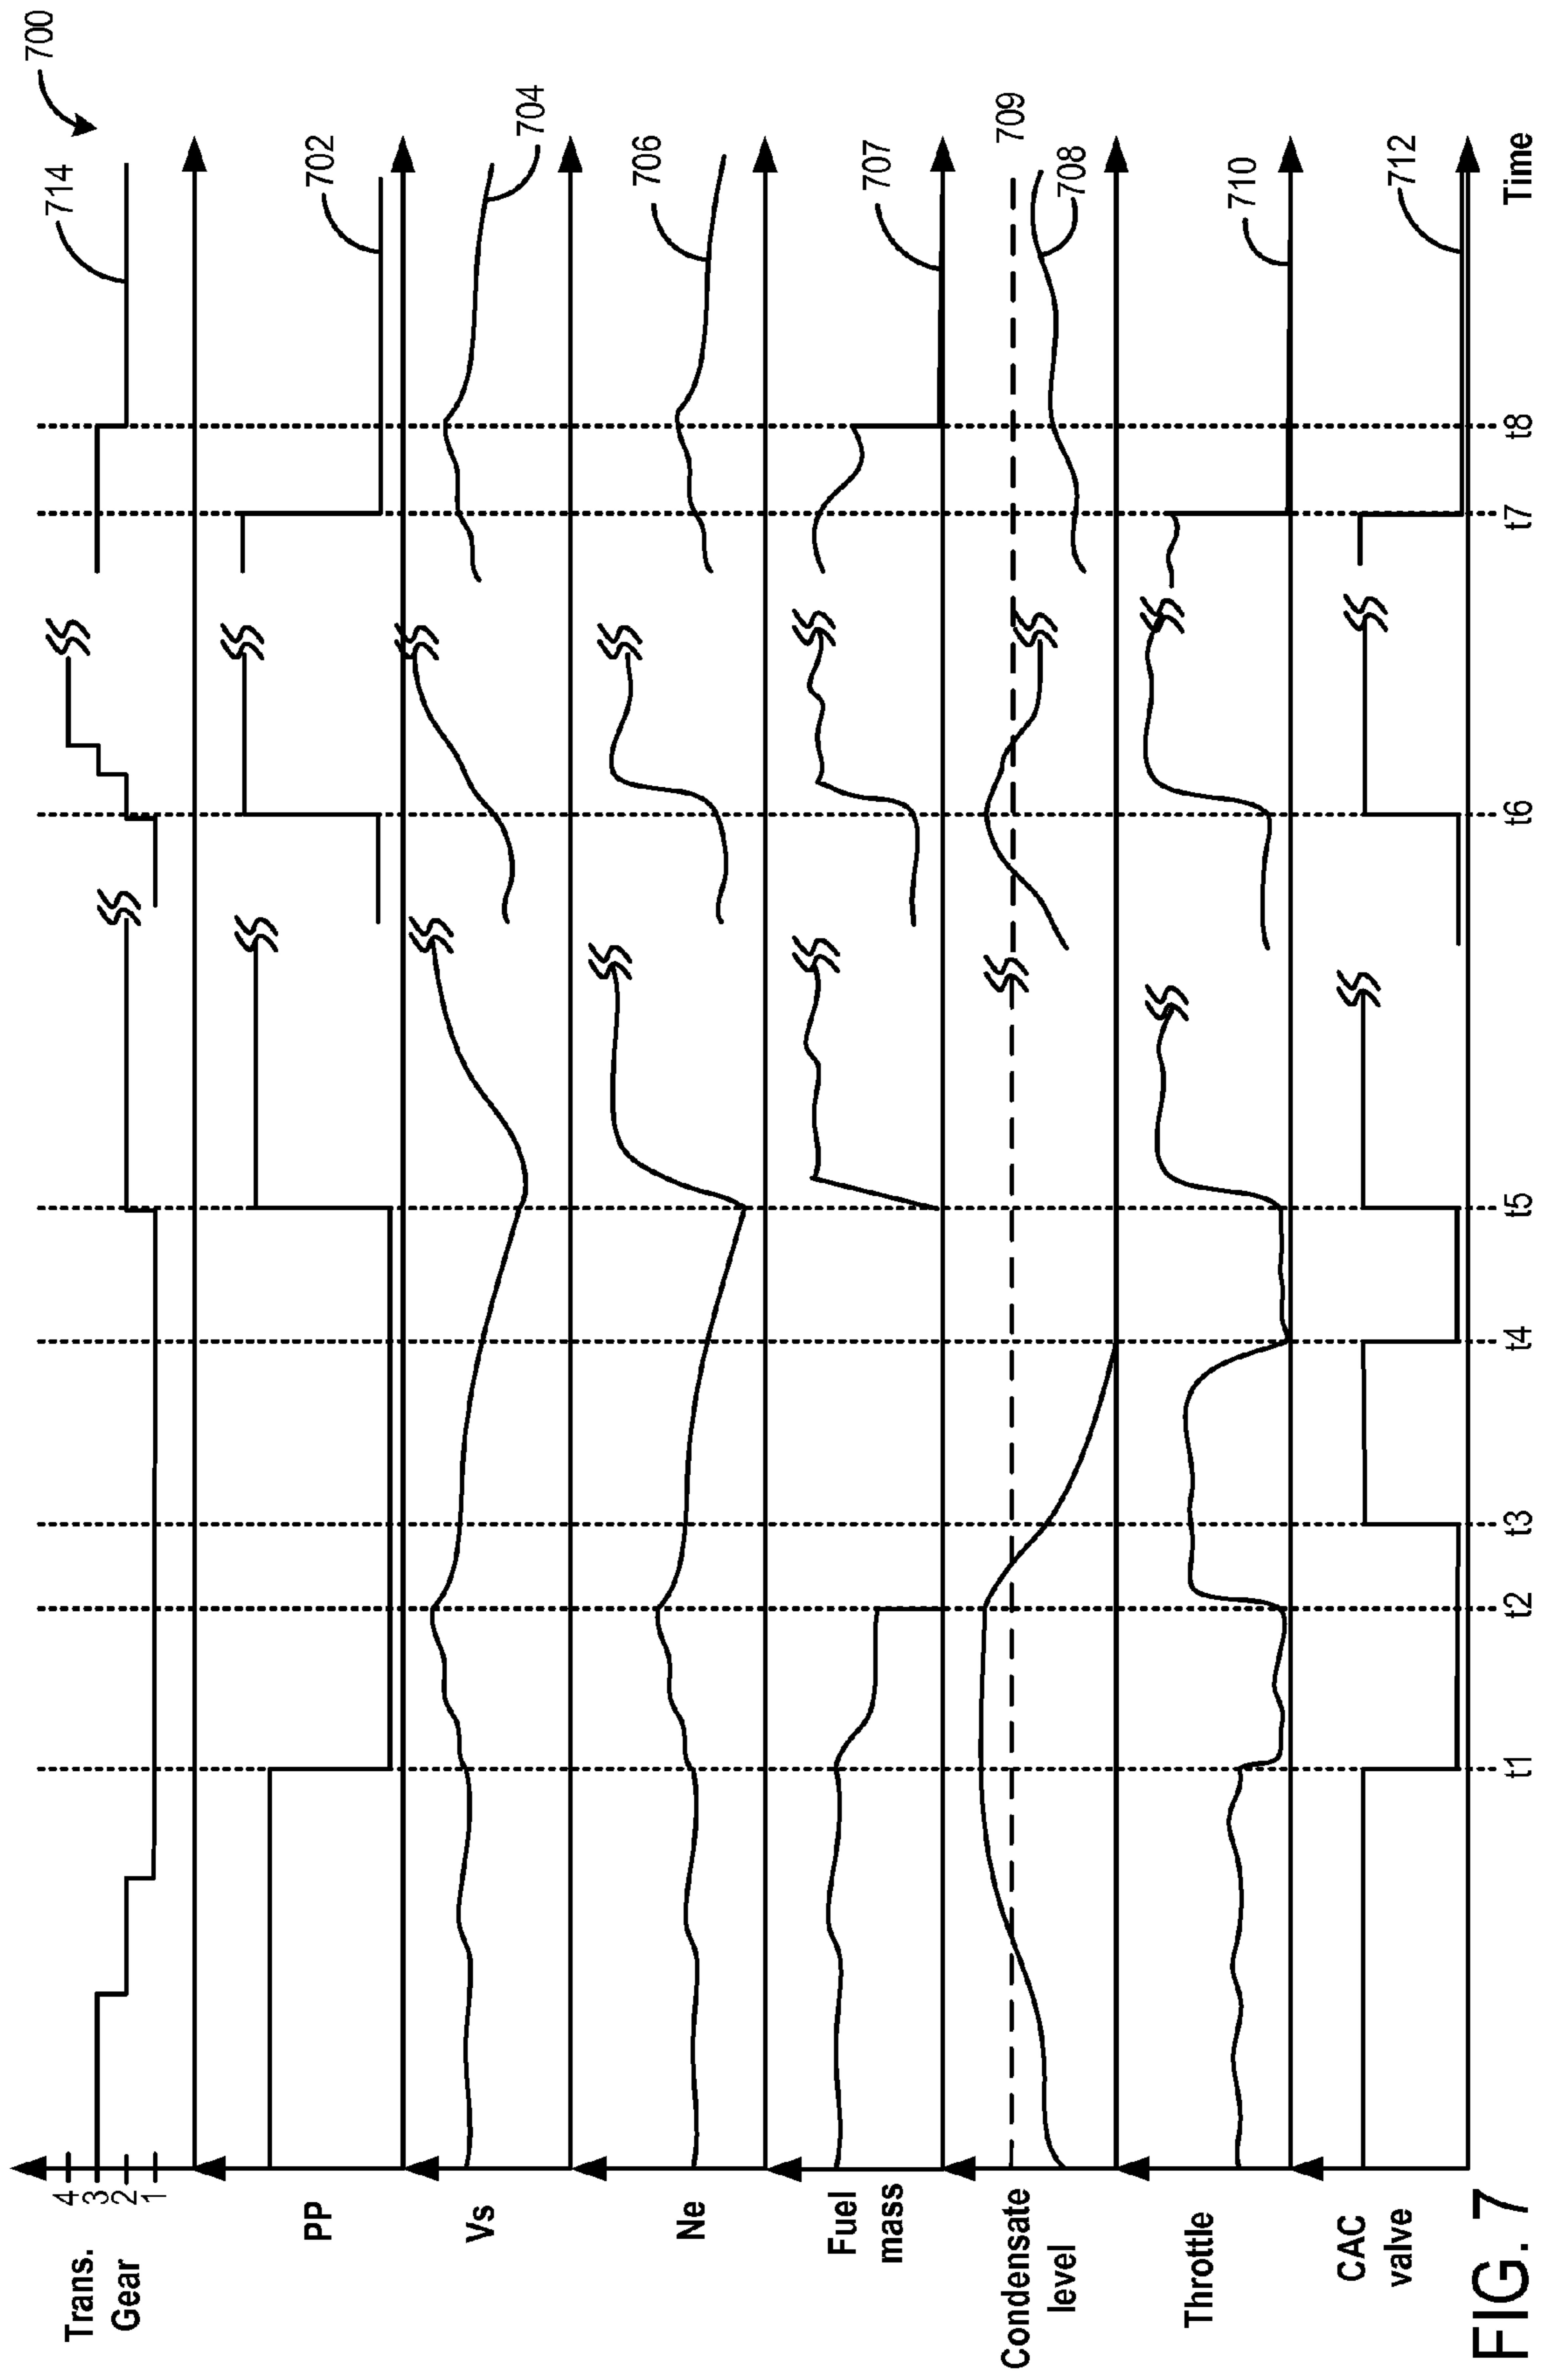 700
714
Trans.
Gear
4
3
2
1
702
PP
704
Vs
706
Ne
707
Fuel
mass
709
708
Condensate
level
710
Throttle
712
CAC
valve
t1
t2
t3
t4
t5
t6
t7
t8
Time
FIG. 7